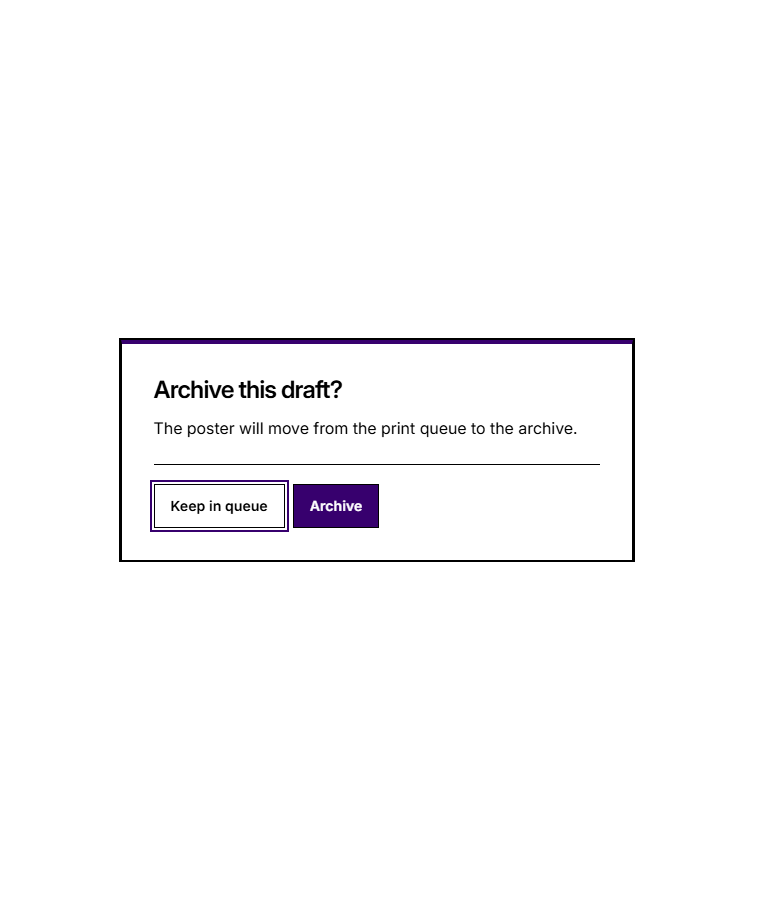 Archive this draft?
The poster will move from the print queue to the archive.
Keep in queue
Archive